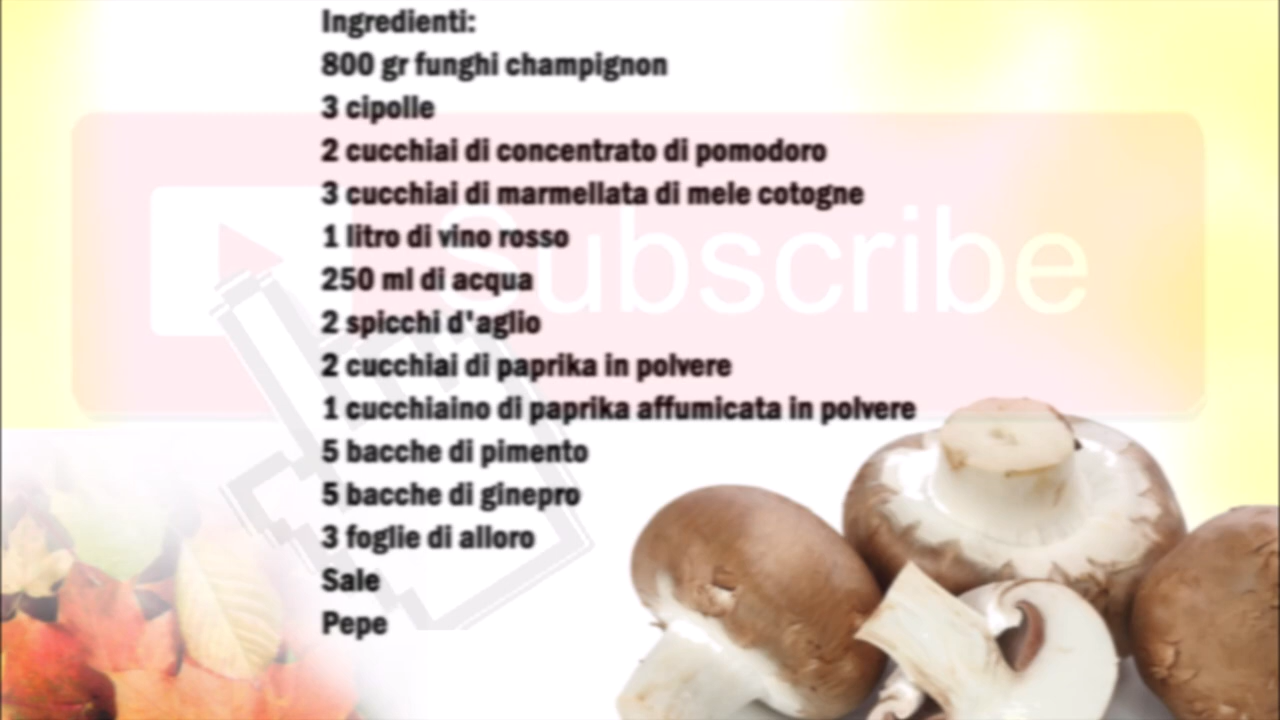 Ingredienti:
800 gr funghi champignon
3 cipolle
2 cucchiai di concentrato di pomodoro
3 cucchiai di marmellata di mele cotogne
1 litro di vino rosso
250 ml di acqua
2 spicchi d'aglio
2 cucchiai di paprika in polvere
1 cucchiaino di paprika affumicata in polvere
5 bacche di pimento
5 bacche di ginepro
3 foglie di alloro
Sale
Pepe
Subscribe